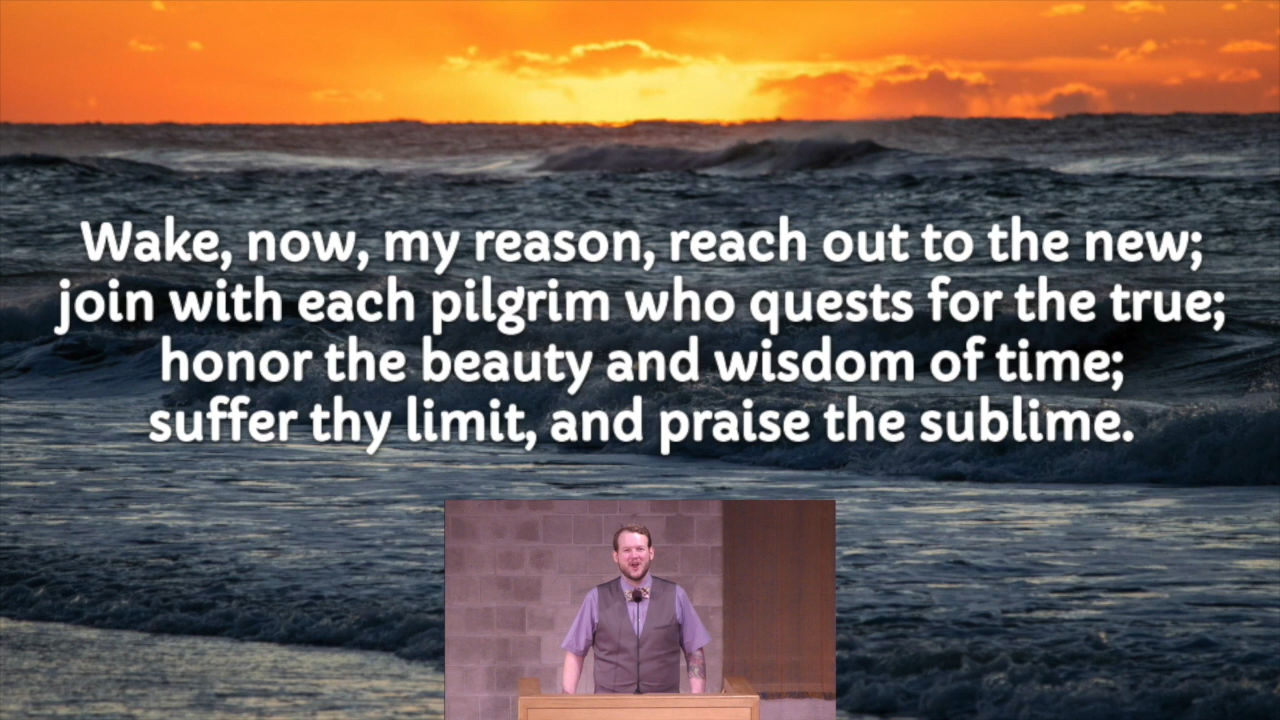 Wake, now, my reason, reach out to the new;
join with each pilgrim who quests for the true;
honor the beauty and wisdom of time;
suffer thy limit, and praise the sublime.